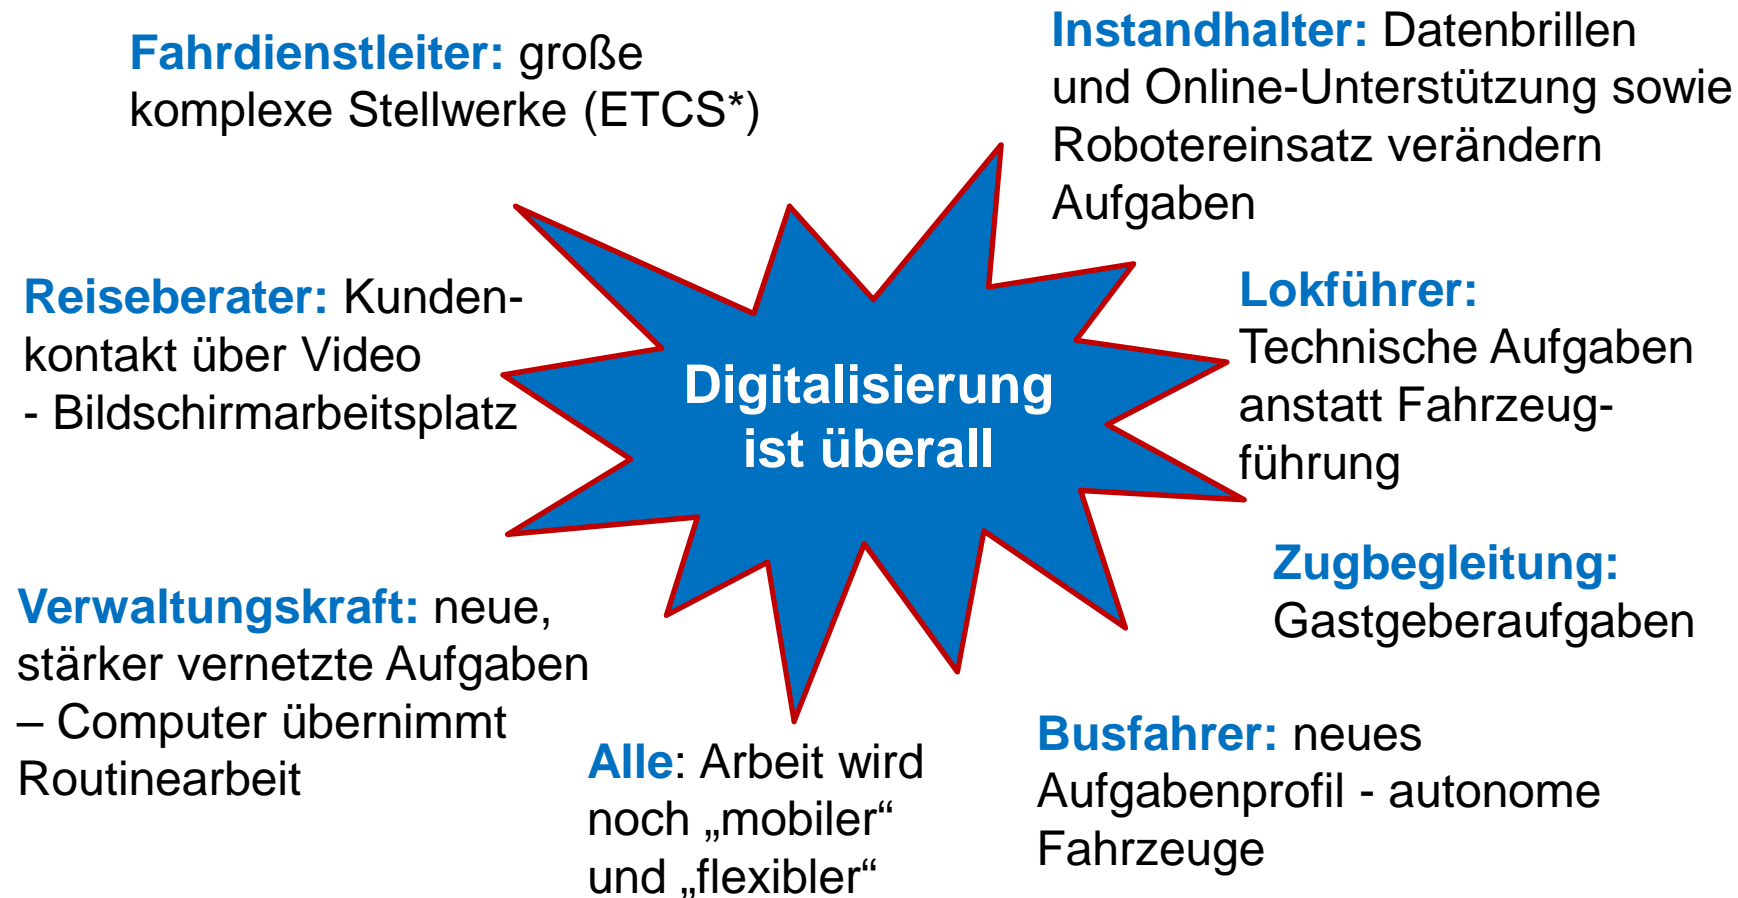 Fahrdienstleiter: große
komplexe Stellwerke (ETCS*)
Instandhalter: Datenbrillen
und Online-Unterstützung sowie
Robotereinsatz verändern
Aufgaben
Reiseberater: Kunden-
kontakt über Video
- Bildschirmarbeitsplatz
Digitalisierung
ist überall
Lokführer:
Technische Aufgaben
anstatt Fahrzeug-
führung
Zugbegleitung:
Gastgeberaufgaben
Verwaltungskraft: neue,
stärker vernetzte Aufgaben
– Computer übernimmt
Routinearbeit
Alle: Arbeit wird
noch „mobiler“
und „flexibler“
Busfahrer: neues
Aufgabenprofil - autonome
Fahrzeuge